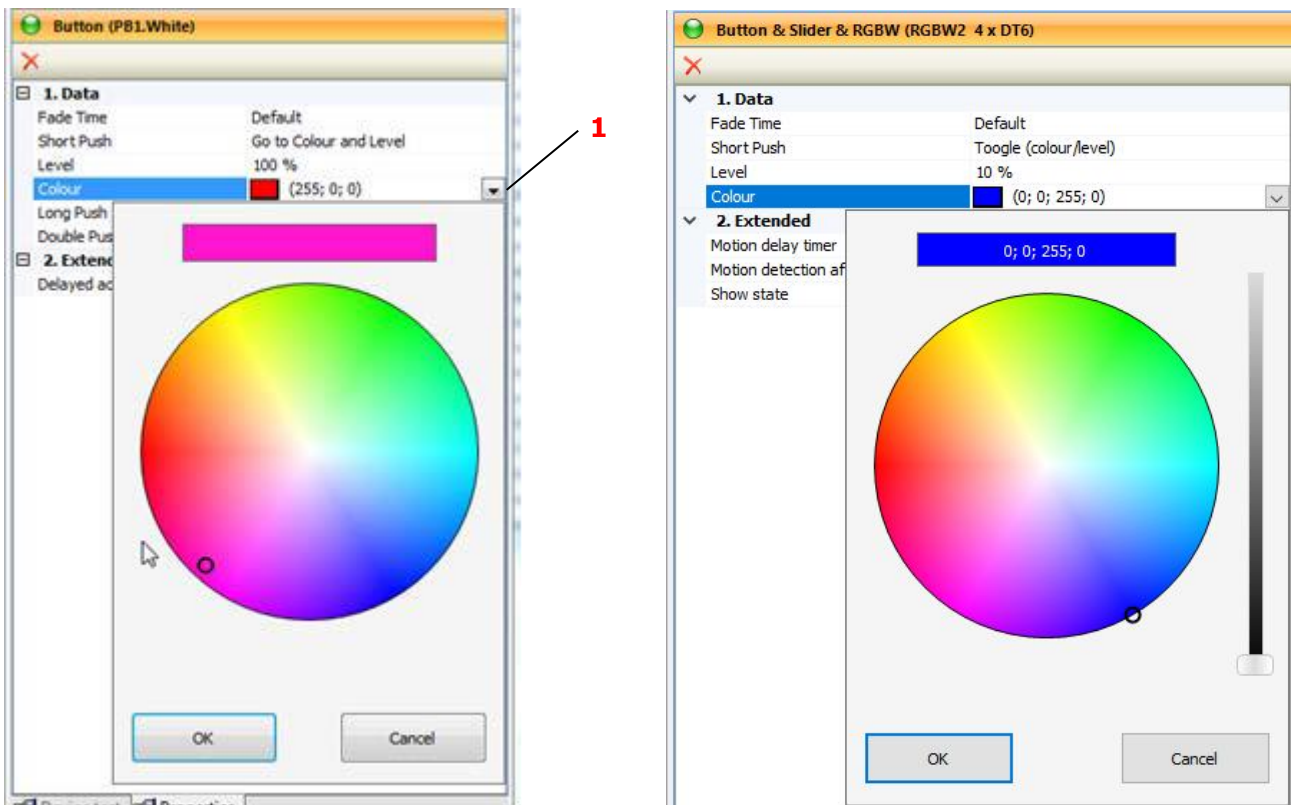 Button (PB1.White)
1. Data
Fade Time Default
Short Push Go to Colour and Level
Level 100 %
Colour (255; 0; 0)
Long Push
Double Pus
2. Extend
Delayed ac
OK Cancel
1
Button & Slider & RGBW (RGBW2 4 x DT6)
1. Data
Fade Time Default
Short Push Toogle (colour/level)
Level 10 %
Colour (0; 0; 255; 0)
2. Extended
Motion delay timer
Motion detection af
Show state
0; 0; 255; 0
OK Cancel